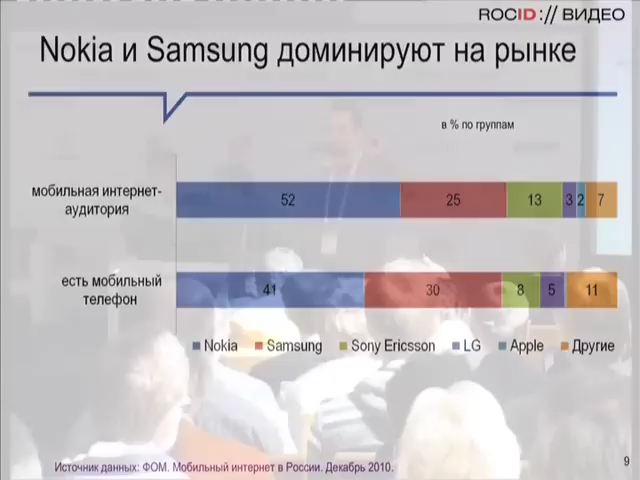 ROCID:// ВИДЕО
Nokia и Samsung доминируют на рынке
в % по группам
мобильная интернет-
аудитория
52 25 13 3 2 7
есть мобильный
телефон
41 30 8 5 11
Nokia Samsung Sony Ericsson LG Apple Другие
Источник данных: ФОМ. Мобильный интернет в России. Декабрь 2010.
9